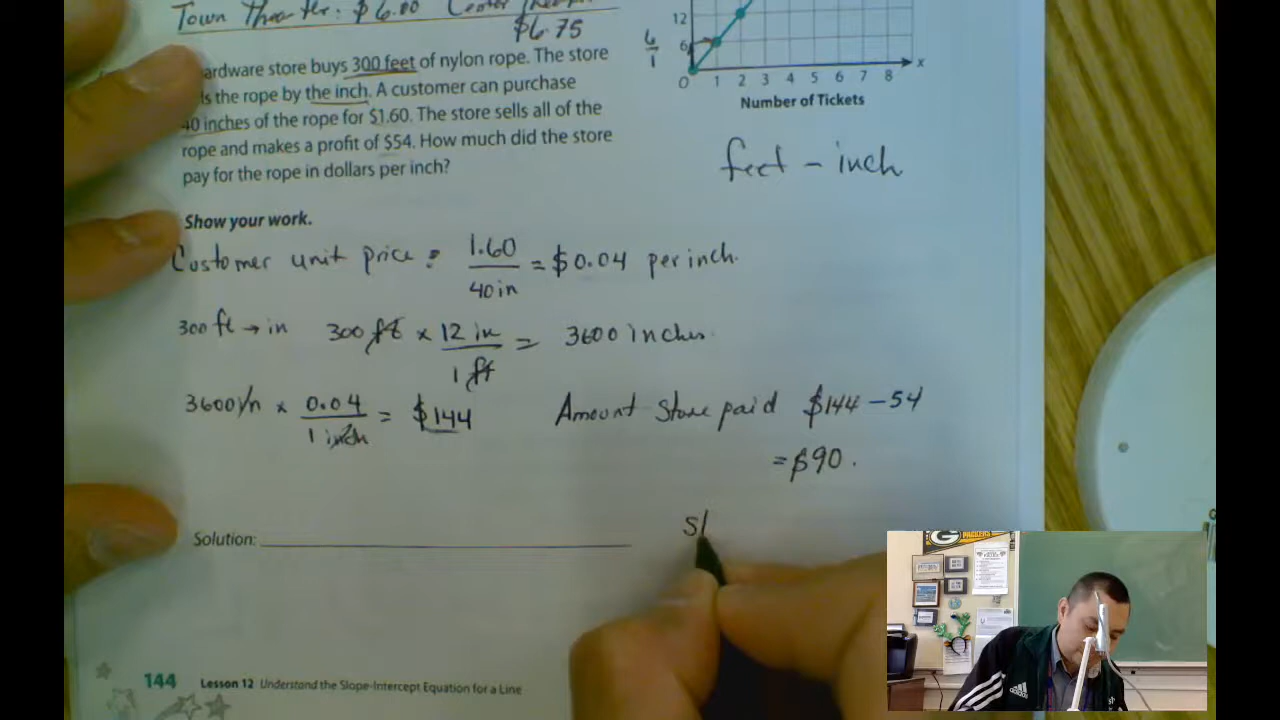 Town Theater: $6.00 Center
$6.75
ardware store buys 300 feet of nylon rope. The store
ls the rope by the inch. A customer can purchase
40 inches of the rope for $1.60. The store sells all of the
rope and makes a profit of $54. How much did the store
pay for the rope in dollars per inch?
12
6
6/1
0 1 2 3 4 5 6 7 8 x
Number of Tickets
feet - inch
Show your work.
Customer unit price: 1.60/40 in = $0.04 per inch.
300 ft → in 300 ft × 12 in/1 ft = 3600 inches.
3600 in × 0.04/1 inch = $144
Amount Store paid $144 - 54
= $90.
Sl
Solution:
144 Lesson 12 Understand the Slope-Intercept Equation for a Line
PACKERS
adidas